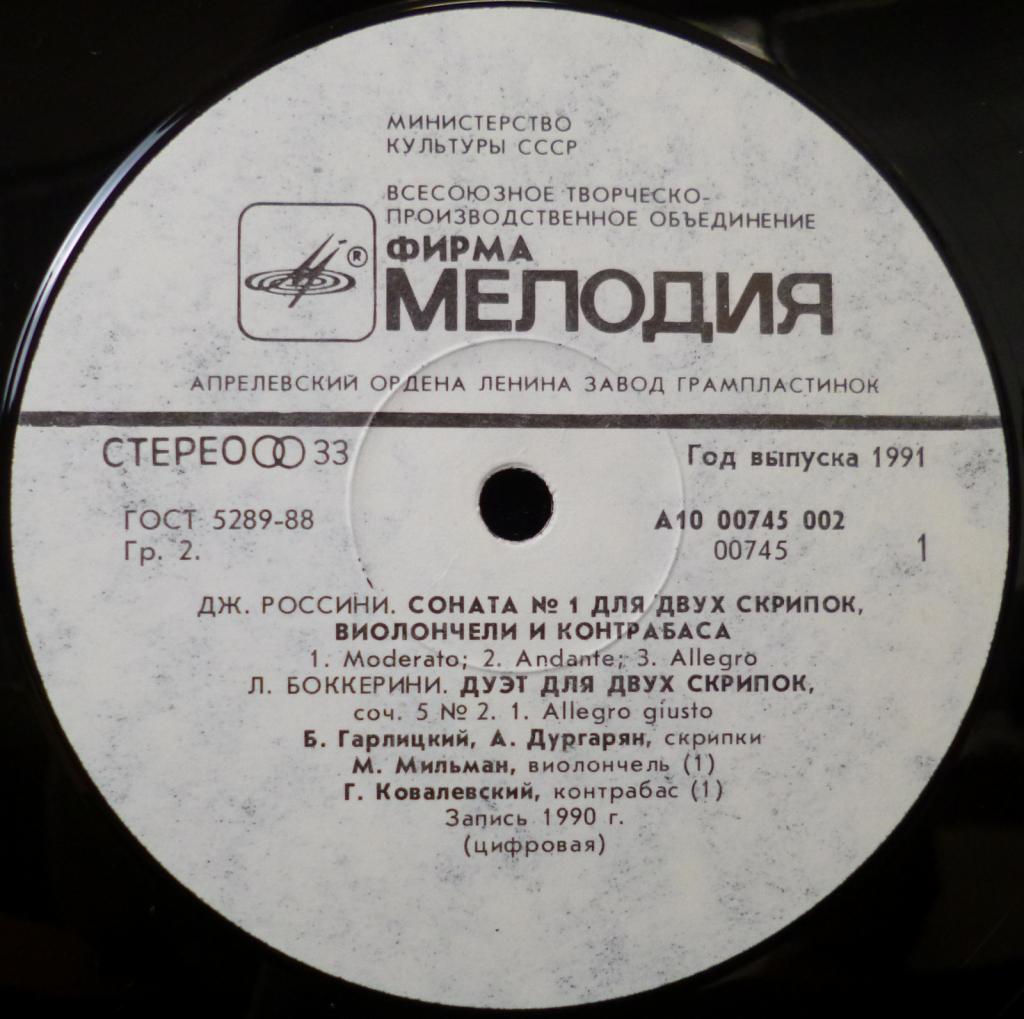 МИНИСТЕРСТВО
КУЛЬТУРЫ СССР
ВСЕСОЮЗНОЕ ТВОРЧЕСКО-
ПРОИЗВОДСТВЕННОЕ ОБЪЕДИНЕНИЕ
ФИРМА
®
МЕЛОДИЯ
АПРЕЛЕВСКИЙ ОРДЕНА ЛЕНИНА ЗАВОД ГРАМПЛАСТИНОК
СТЕРЕО 33
Год выпуска 1991
ГОСТ 5289-88
А10 00745 002
Гр. 2.
00745
1
ДЖ. РОССИНИ. СОНАТА № 1 ДЛЯ ДВУХ СКРИПОК,
ВИОЛОНЧЕЛИ И КОНТРАБАСА
1. Moderato; 2. Andante; 3. Allegro
Л. БОККЕРИНИ. ДУЭТ ДЛЯ ДВУХ СКРИПОК,
соч. 5 № 2. 1. Allegro giusto
Б. Гарлицкий, А. Дургарян, скрипки
М. Мильман, виолончель (1)
Г. Ковалевский, контрабас (1)
Запись 1990 г.
(цифровая)